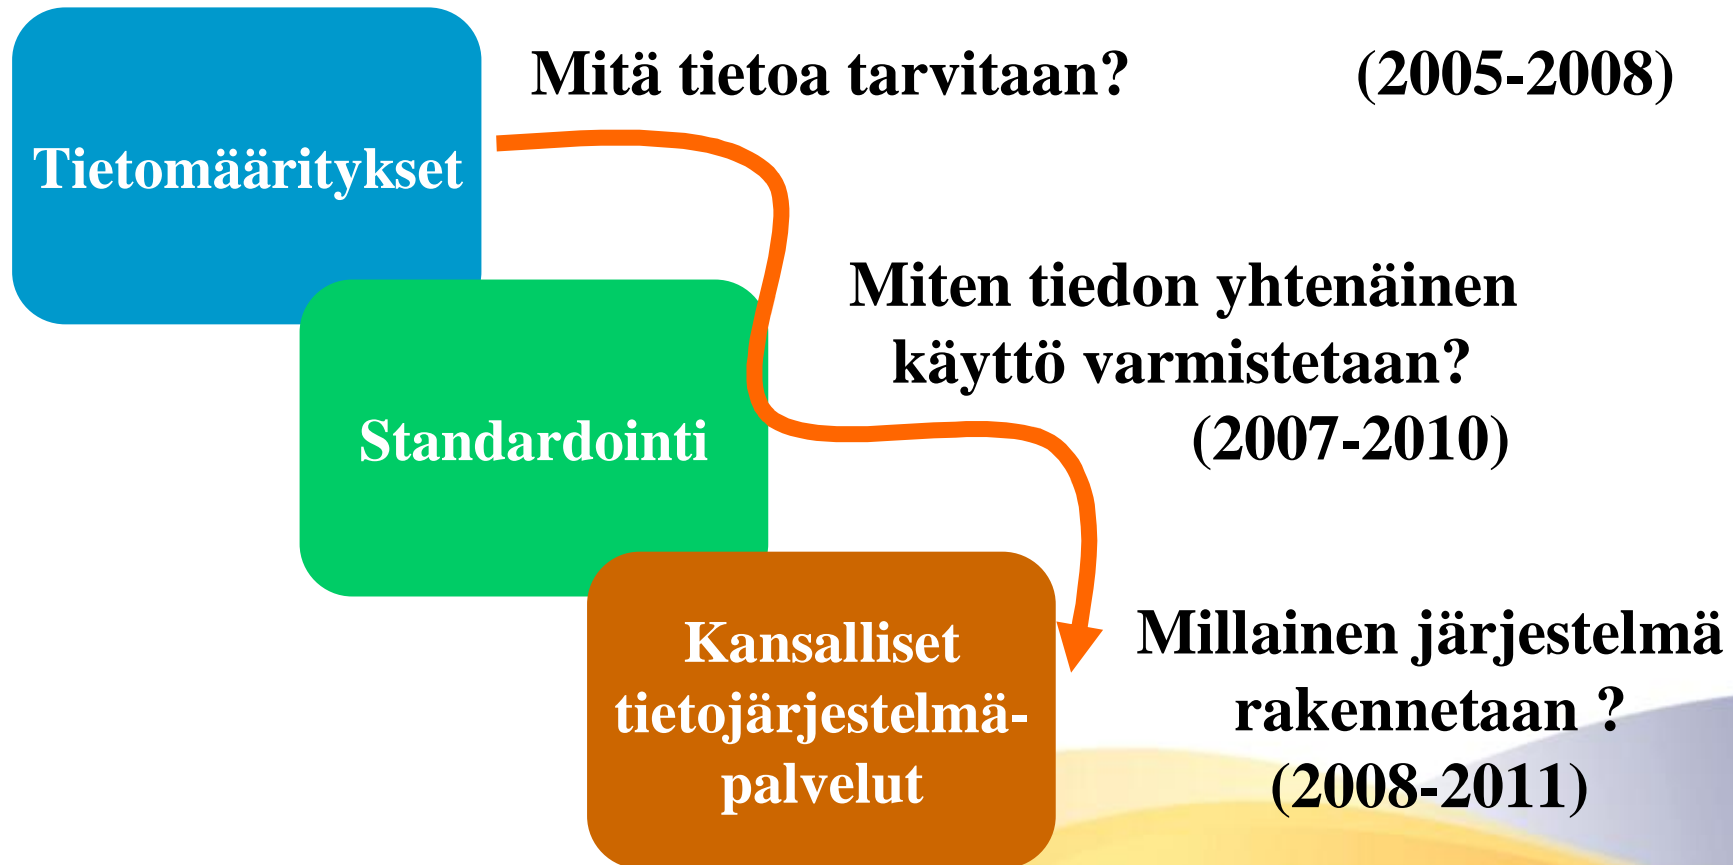 Mitä tietoa tarvitaan? (2005-2008)
Tietomääritykset
Miten tiedon yhtenäinen
käyttö varmistetaan?
(2007-2010)
Standardointi
Kansalliset
tietojärjestelmä-
palvelut
Millainen järjestelmä
rakennetaan ?
(2008-2011)